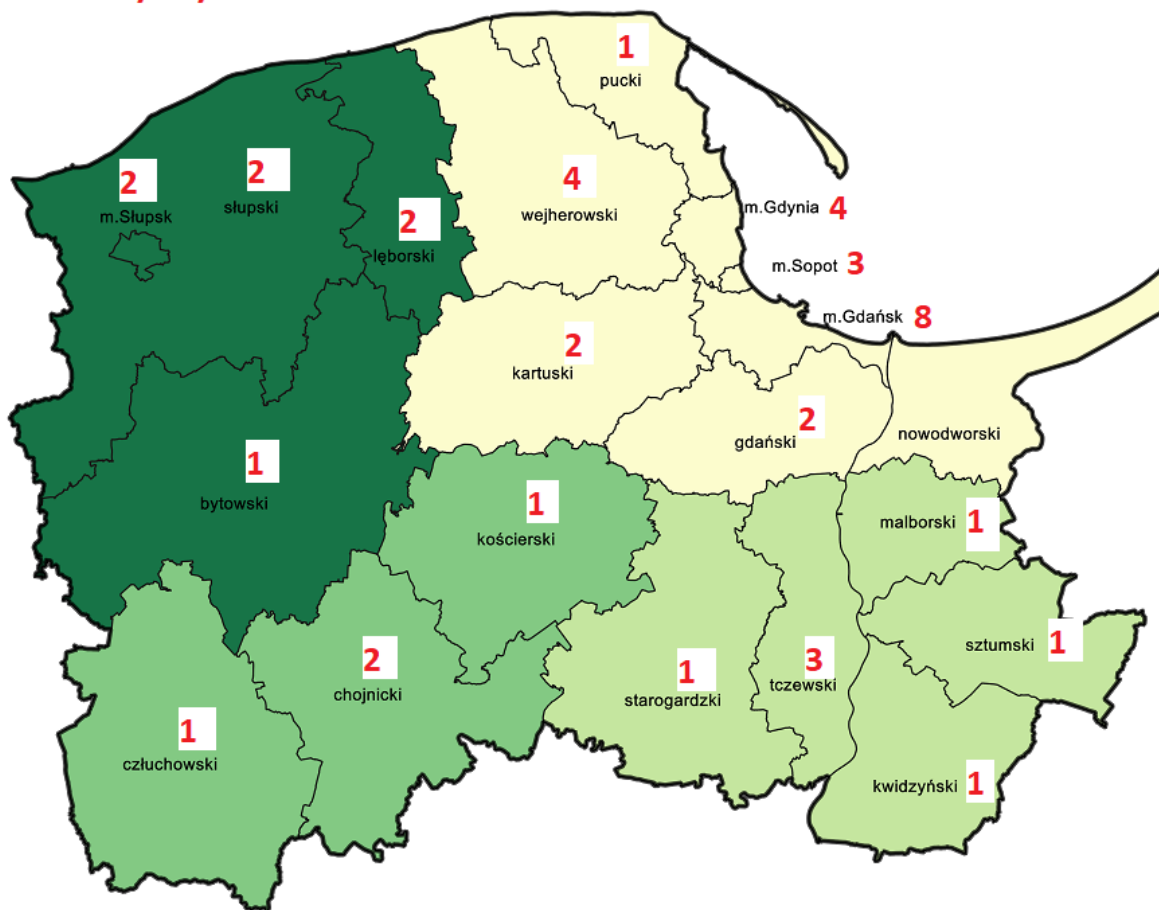 1
pucki
2
m.Słupsk
2
słupski
2
lęborski
4
wejherowski
m.Gdynia 4
m.Sopot 3
m.Gdańsk 8
2
kartuski
2
gdański
nowodworski
1
bytowski
1
kościerski
malborski 1
2
chojnicki
1
starogardzki
3
tczewski
sztumski 1
1
człuchowski
kwidzyński 1